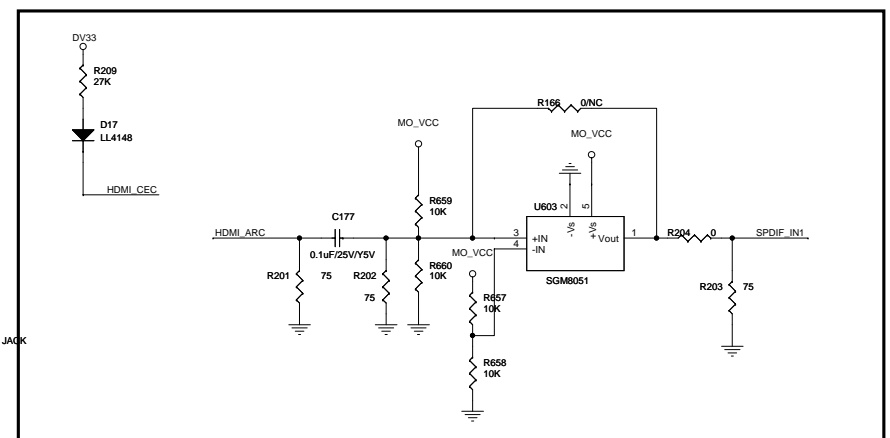 DV33
R209
27K
D17
LL4148
HDMI_CEC
R166 0/NC
MO_VCC
MO_VCC
R659
10K
U603
2
5
-Vs
+Vs
C177
HDMI_ARC
0.1uF/25V/Y5V
3
4
+IN
-IN
Vout
1
R204 0
SPDIF_IN1
MO_VCC
R201 75
R202
75
R660
10K
SGM8051
R203 75
R657
10K
JACK
R658
10K